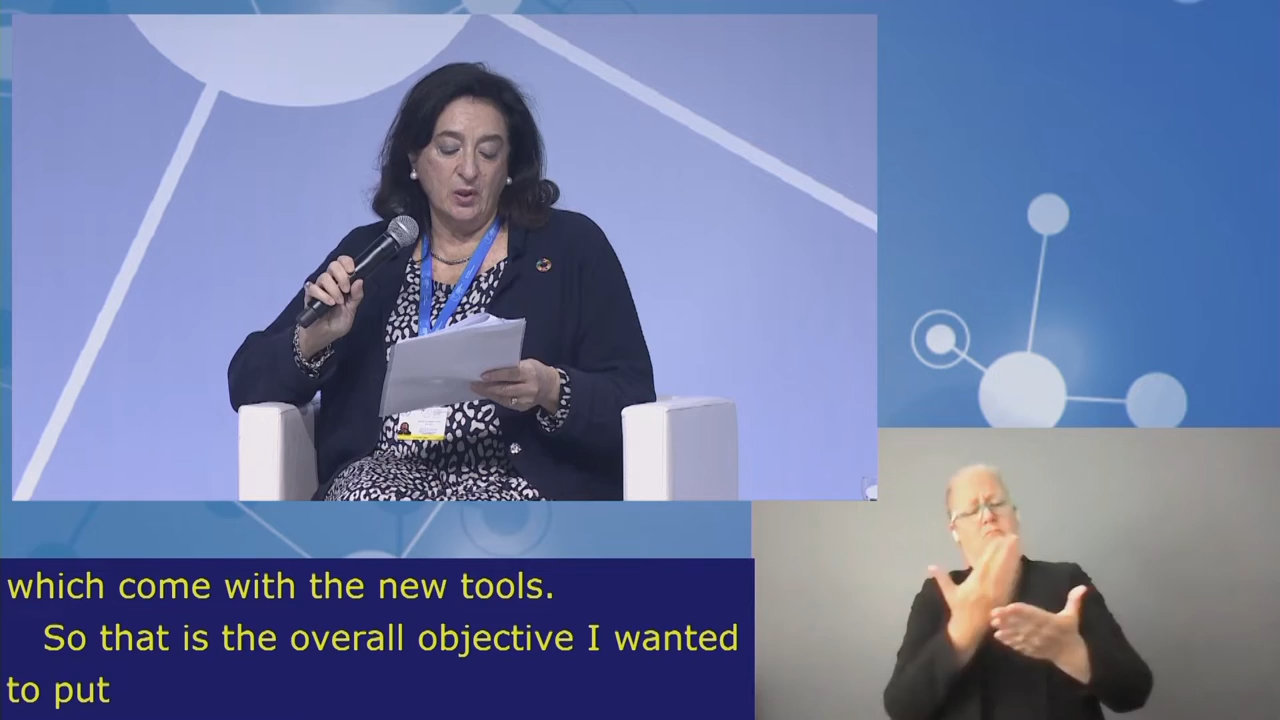 which come with the new tools.
So that is the overall objective I wanted
to put